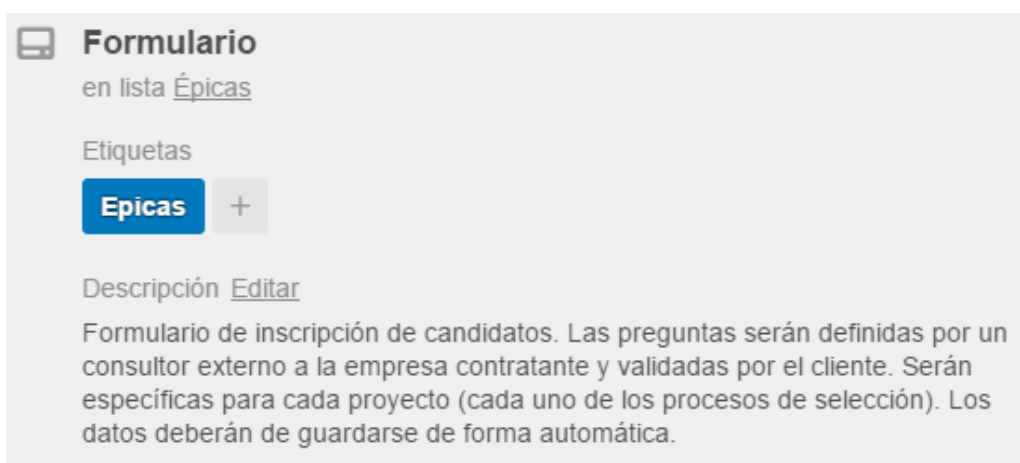 Formulario
en lista Épicas
Etiquetas
Epicas +
Descripción Editar
Formulario de inscripción de candidatos. Las preguntas serán definidas por un
consultor externo a la empresa contratante y validadas por el cliente. Serán
específicas para cada proyecto (cada uno de los procesos de selección). Los
datos deberán de guardarse de forma automática.